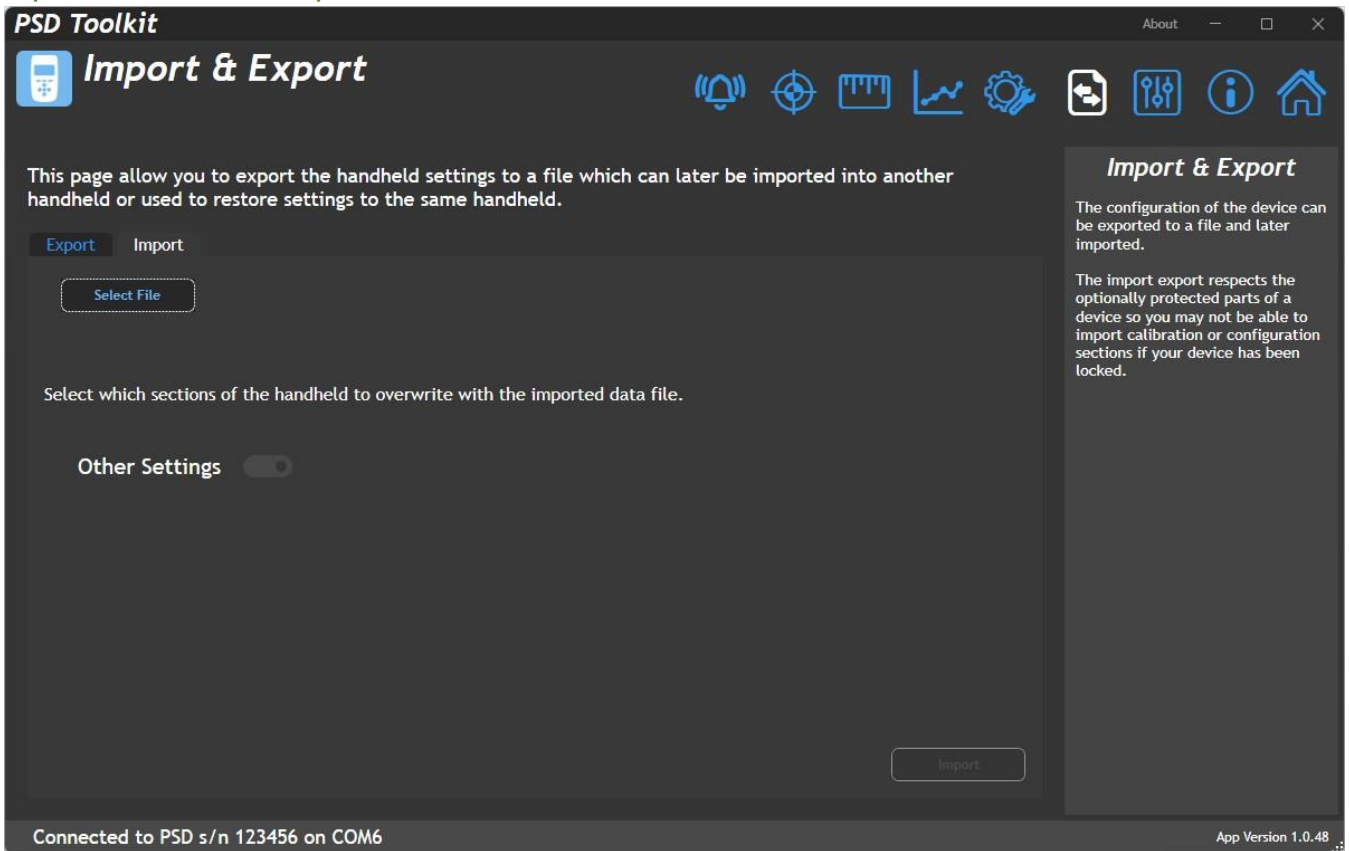 PSD Toolkit
About
Import & Export
This page allow you to export the handheld settings to a file which can later be imported into another
handheld or used to restore settings to the same handheld.
Export
Import
Select File
Select which sections of the handheld to overwrite with the imported data file.
Other Settings
Import
Import & Export
The configuration of the device can
be exported to a file and later
imported.
The import export respects the
optionally protected parts of a
device so you may not be able to
import calibration or configuration
sections if your device has been
locked.
Connected to PSD s/n 123456 on COM6
App Version 1.0.48